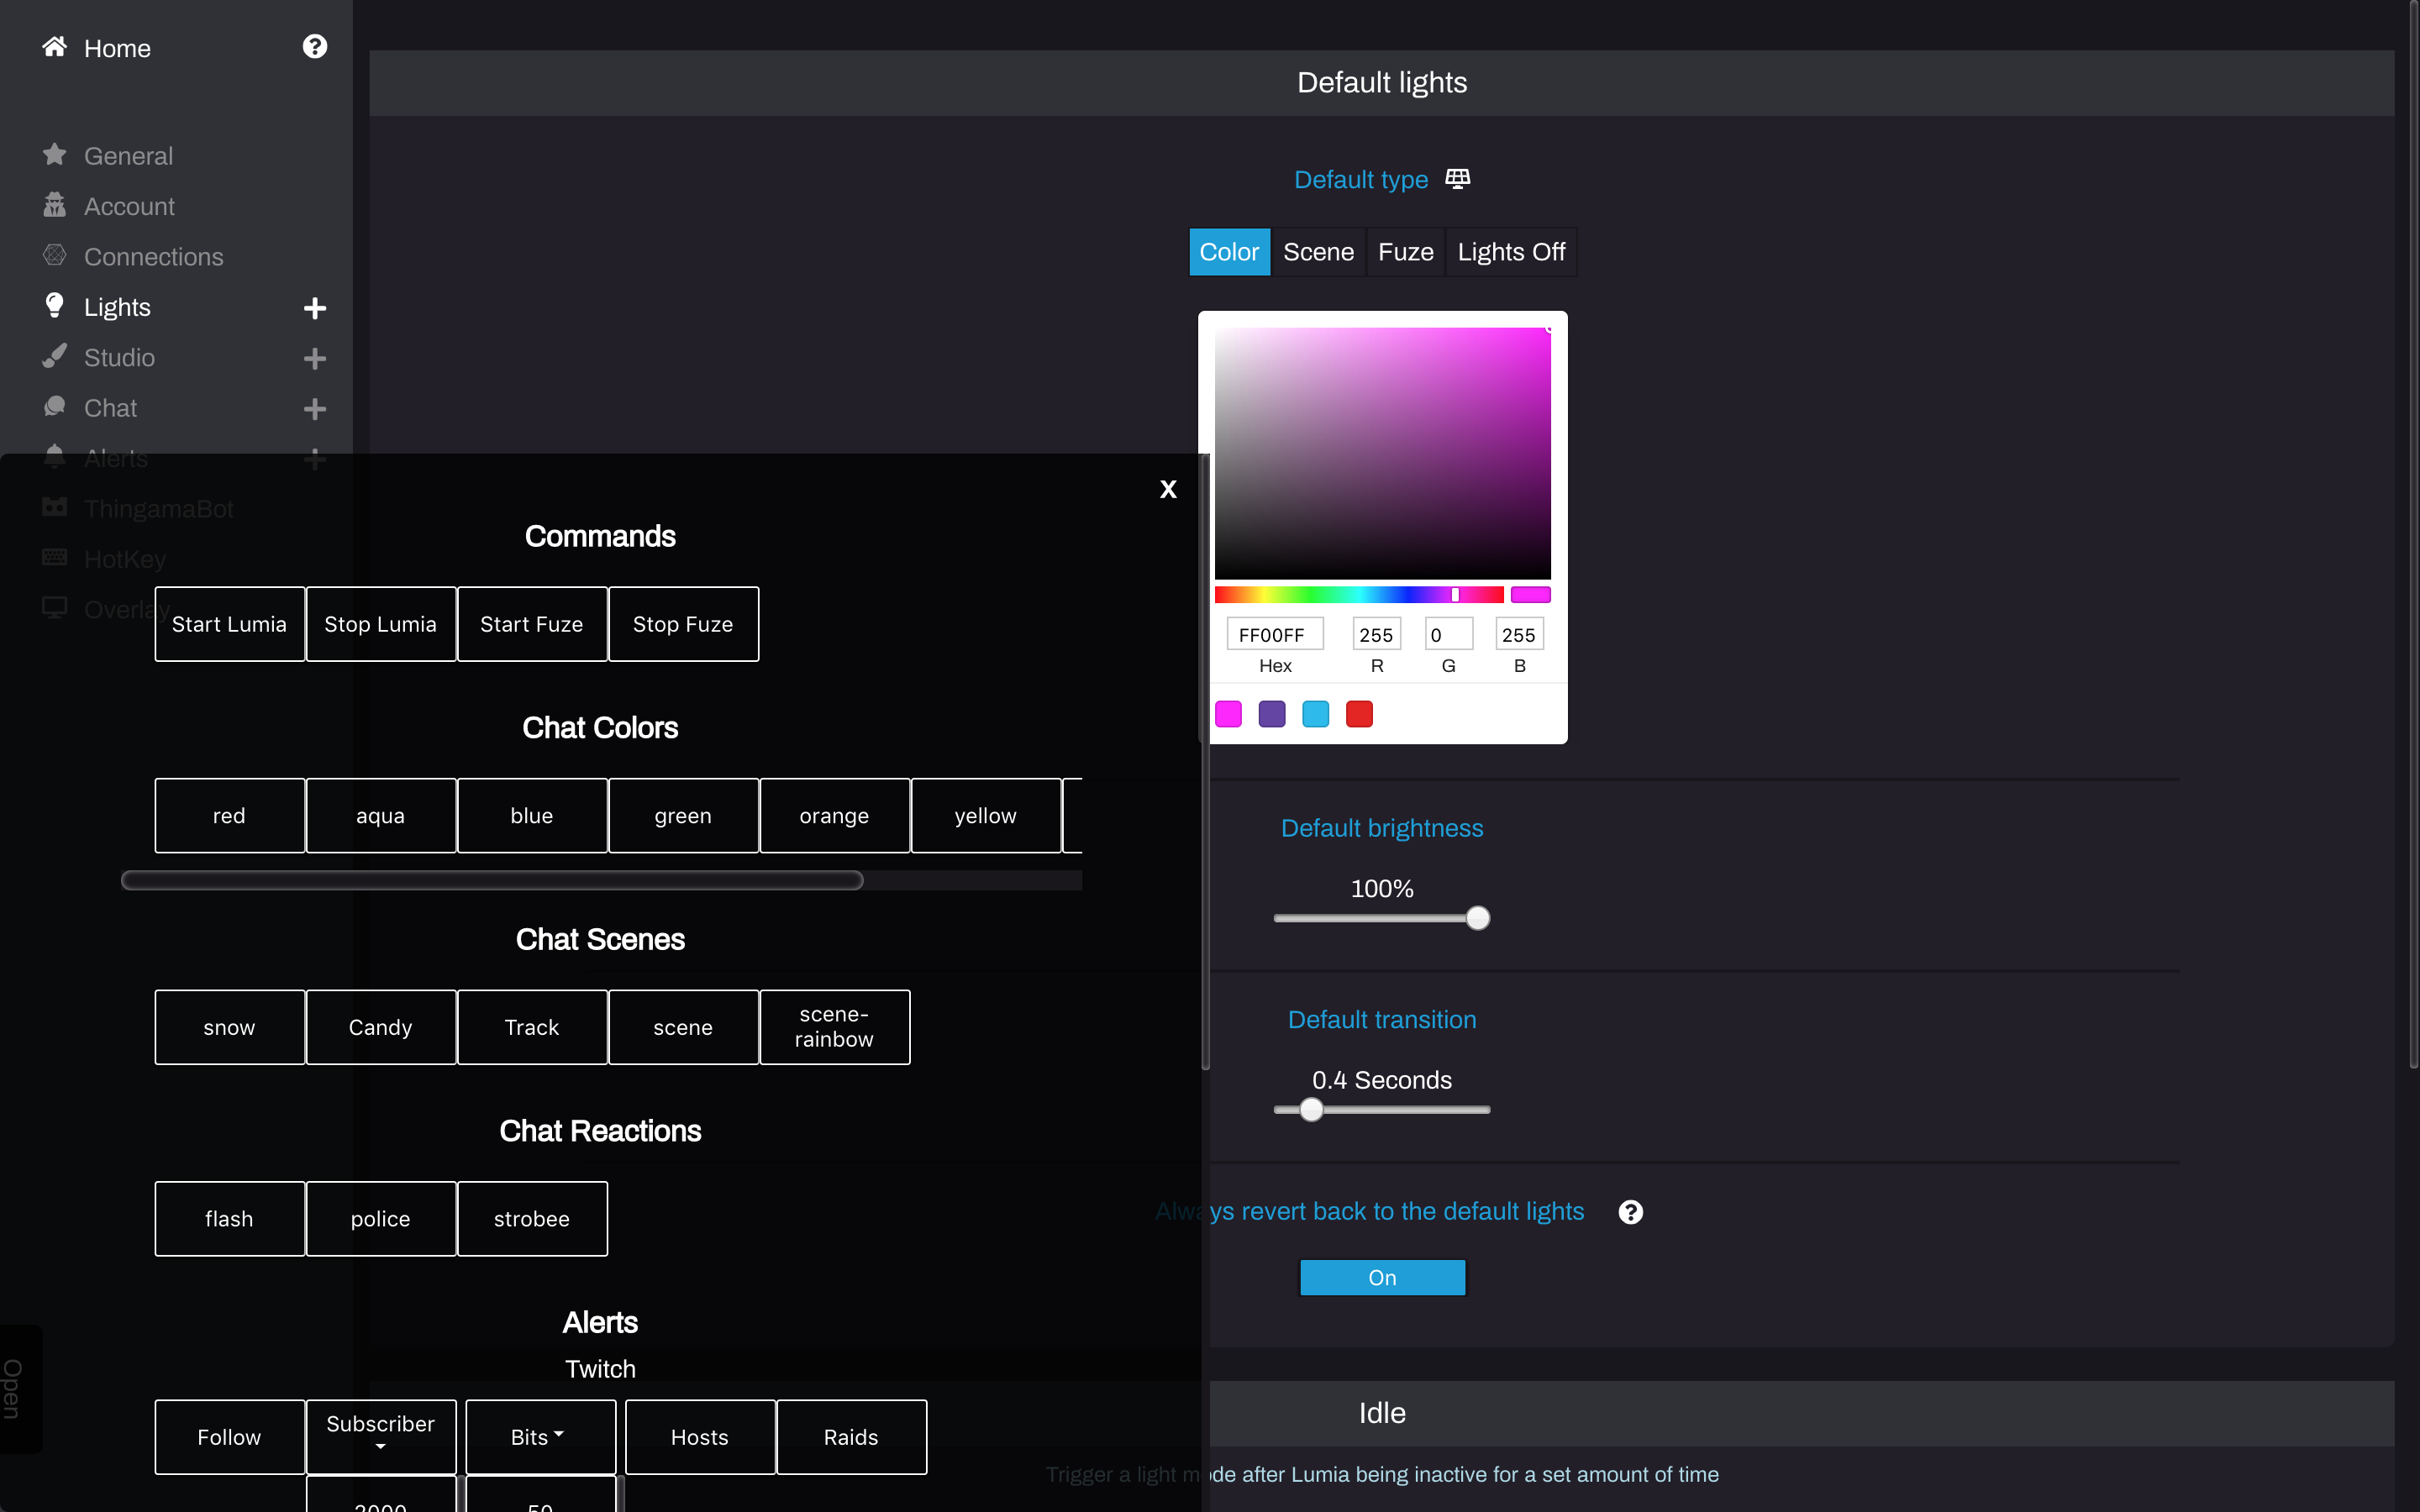 Home
General
Account
Connections
Lights
Studio
Chat
Alerts
ThingamaBot
HotKey
Overlay
Default lights
Default type
Color Scene Fuze Lights Off
FF00FF 255 0 255
Hex R G B
Default brightness
100%
Default transition
0.4 Seconds
Always revert back to the default lights
On
Idle
Trigger a light mode after Lumia being inactive for a set amount of time
X
Commands
Start Lumia Stop Lumia Start Fuze Stop Fuze
Chat Colors
red aqua blue green orange yellow
Chat Scenes
snow Candy Track scene scene-
rainbow
Chat Reactions
flash police strobee
Alerts
Twitch
Follow Subscriber Bits Hosts Raids
2000 50
Open